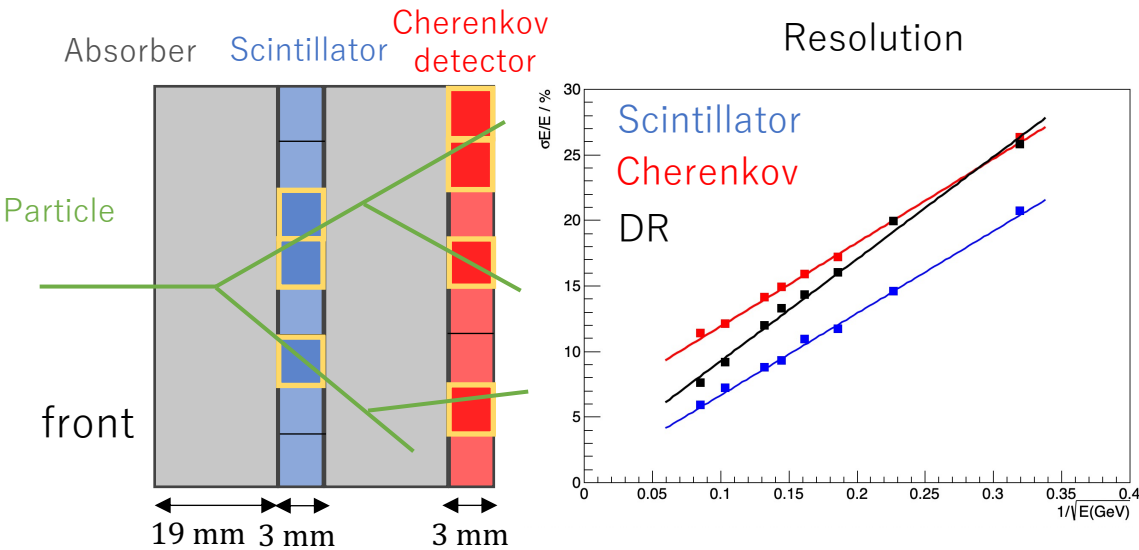 Absorber
Scintillator
Cherenkov
detector
Particle
front
19 mm
3 mm
3 mm
Resolution
σE/E / %
30
25
20
15
10
5
0
Scintillator
Cherenkov
DR
0
0.05
0.1
0.15
0.2
0.25
0.3
0.35
0.4
1/√E(GeV)